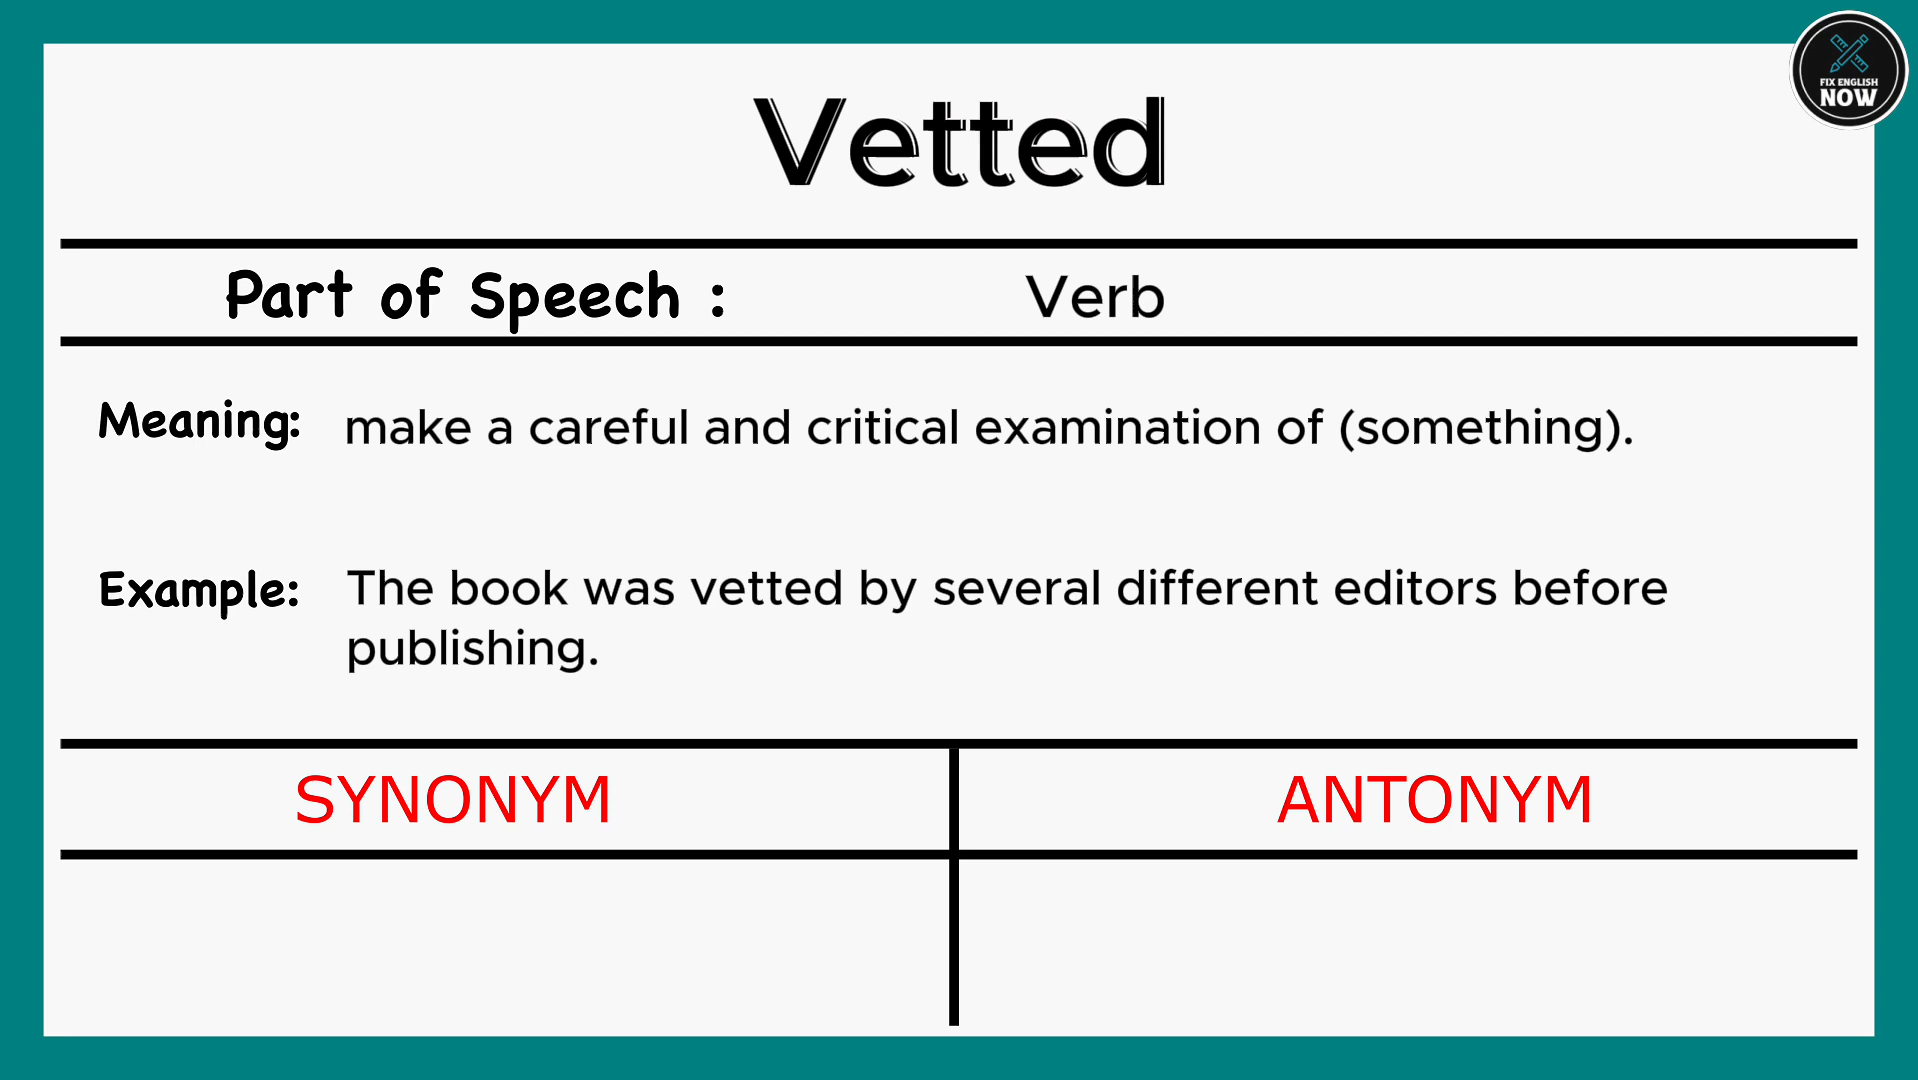 FIX ENGLISH
NOW
Vetted
Part of Speech : Verb
Meaning: make a careful and critical examination of (something).
Example: The book was vetted by several different editors before
publishing.
SYNONYM ANTONYM